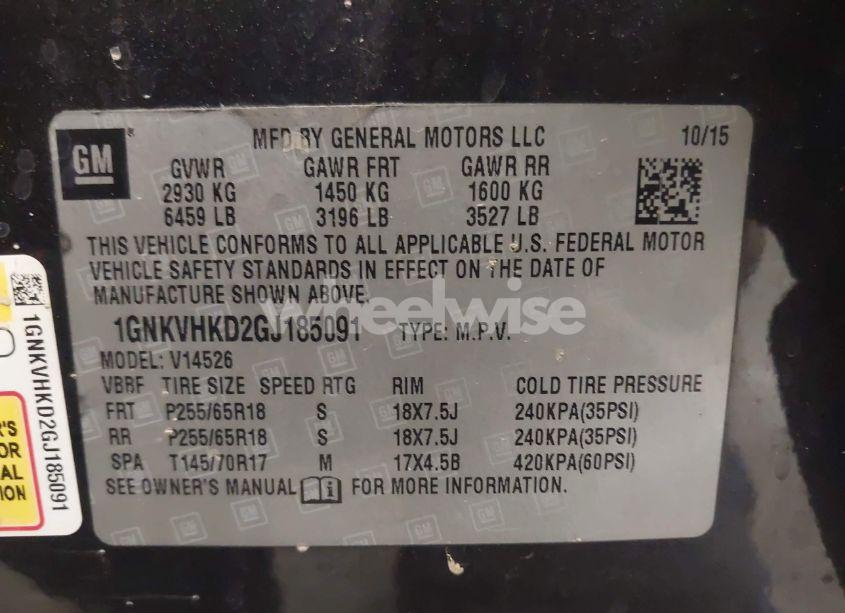 GM
®
MFD BY GENERAL MOTORS LLC 10/15
GVWR GAWR FRT GAWR RR
2930 KG 1450 KG 1600 KG
6459 LB 3196 LB 3527 LB
THIS VEHICLE CONFORMS TO ALL APPLICABLE U.S. FEDERAL MOTOR
VEHICLE SAFETY STANDARDS IN EFFECT ON THE DATE OF
MANUFACTURE SHOWN ABOVE.
1GNKVHKD2GJ185091 TYPE: M.P.V.
MODEL: V14526
VBBF TIRE SIZE SPEED RTG RIM COLD TIRE PRESSURE
FRT P255/65R18 S 18X7.5J 240KPA(35PSI)
RR P255/65R18 S 18X7.5J 240KPA(35PSI)
SPA T145/70R17 M 17X4.5B 420KPA(60PSI)
SEE OWNER'S MANUAL FOR MORE INFORMATION.
wheelwise
1GNKVHKD2GJ185091